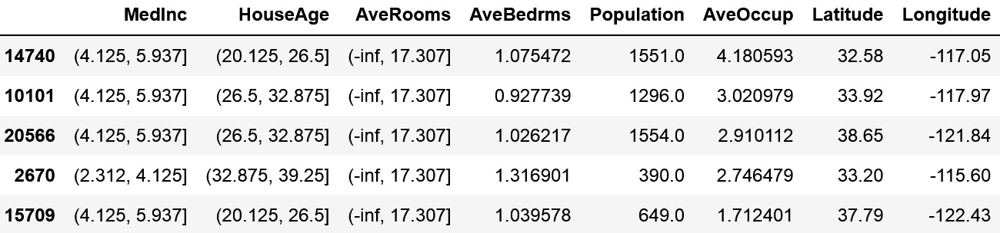 MedInc HouseAge AveRooms AveBedrms Population AveOccup Latitude Longitude
14740 (4.125, 5.937] (20.125, 26.5] (-inf, 17.307] 1.075472 1551.0 4.180593 32.58 -117.05
10101 (4.125, 5.937] (26.5, 32.875] (-inf, 17.307] 0.927739 1296.0 3.020979 33.92 -117.97
20566 (4.125, 5.937] (26.5, 32.875] (-inf, 17.307] 1.026217 1554.0 2.910112 38.65 -121.84
2670 (2.312, 4.125] (32.875, 39.25] (-inf, 17.307] 1.316901 390.0 2.746479 33.20 -115.60
15709 (4.125, 5.937] (20.125, 26.5] (-inf, 17.307] 1.039578 649.0 1.712401 37.79 -122.43